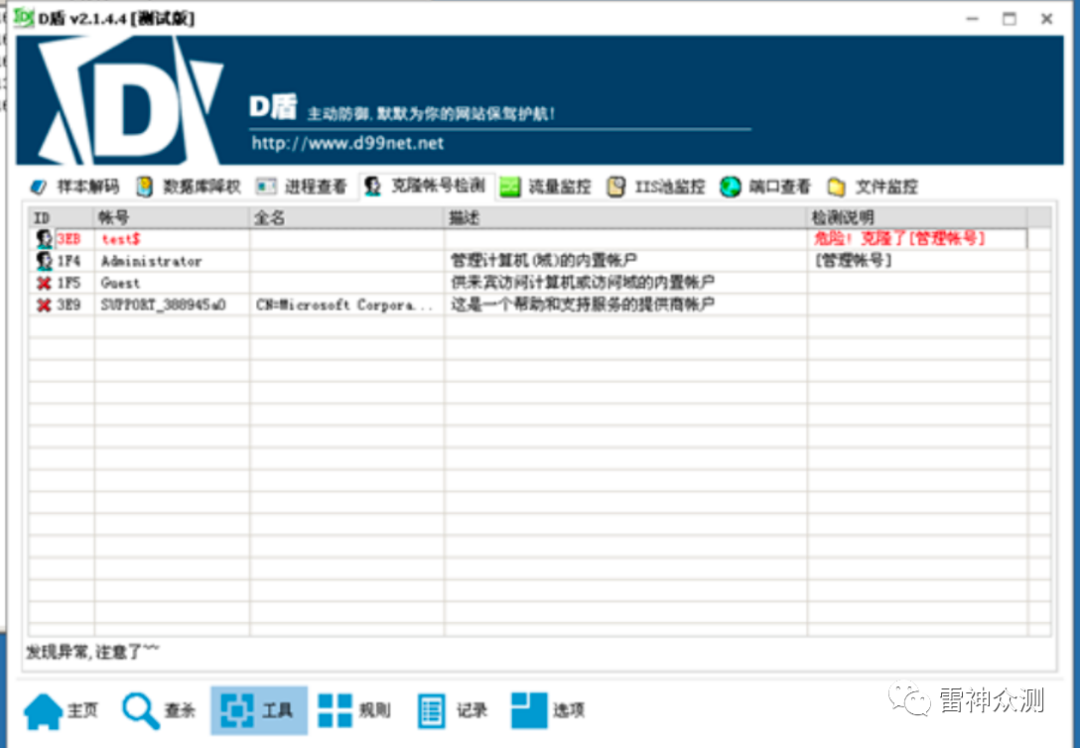 D盾 v2.1.4.4 [测试版]
D盾 主动防御,默默为你的网站保驾护航!
http://www.d99net.net
样本解码 数据库降权 进程查看 克隆帐号检测 流量监控 IIS池监控 端口查看 文件监控
ID 帐号 全名 描述 检测说明
3EB test$ 危险! 克隆了[管理帐号]
1F4 Administrator 管理计算机(域)的内置帐户 [管理帐号]
1F5 Guest 供来宾访问计算机或访问域的内置帐户
3E9 SUPPORT_388945a0 CN=Microsoft Corpora... 这是一个帮助和支持服务的提供商帐户
发现异常,注意了~~
主页 查杀 工具 规则 记录 选项
雷神众测